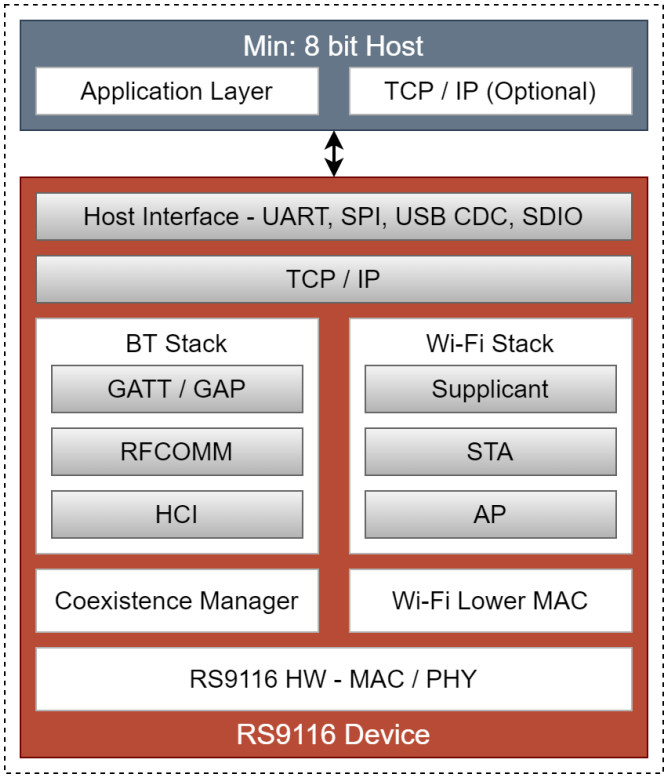 Min: 8 bit Host
Application Layer
TCP / IP (Optional)
Host Interface - UART, SPI, USB CDC, SDIO
TCP / IP
BT Stack
GATT / GAP
RFCOMM
HCI
Wi-Fi Stack
Supplicant
STA
AP
Coexistence Manager
Wi-Fi Lower MAC
RS9116 HW - MAC / PHY
RS9116 Device